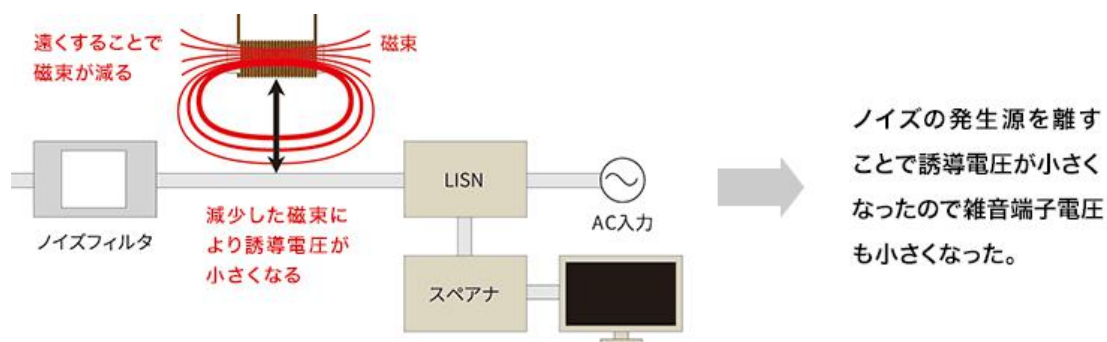 遠くすることで
磁束が減る
磁束
ノイズフィルタ
減少した磁束に
より誘導電圧が
小さくなる
LISN
AC入力
スペアナ
ノイズの発生源を離す
ことで誘導電圧が小さく
なったので雑音端子電圧
も小さくなった。